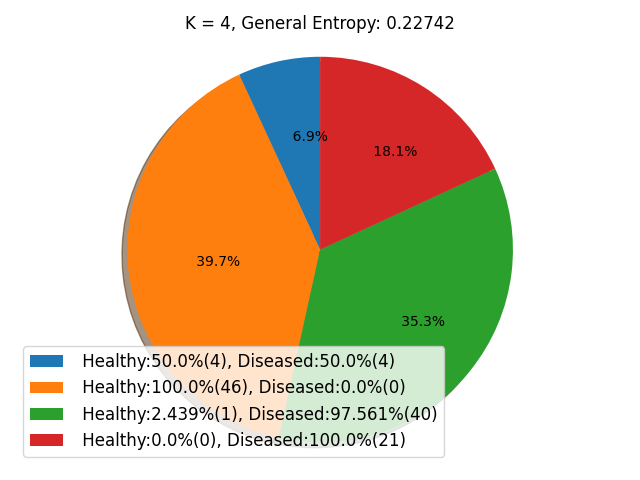 K = 4, General Entropy: 0.22742
6.9%
18.1%
39.7%
35.3%
Healthy:50.0%(4), Diseased:50.0%(4)
Healthy:100.0%(46), Diseased:0.0%(0)
Healthy:2.439%(1), Diseased:97.561%(40)
Healthy:0.0%(0), Diseased:100.0%(21)